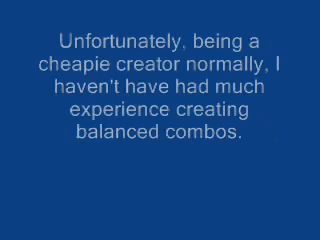 Unfortunately, being a
cheapie creator normally, I
haven't have had much
experience creating
balanced combos.